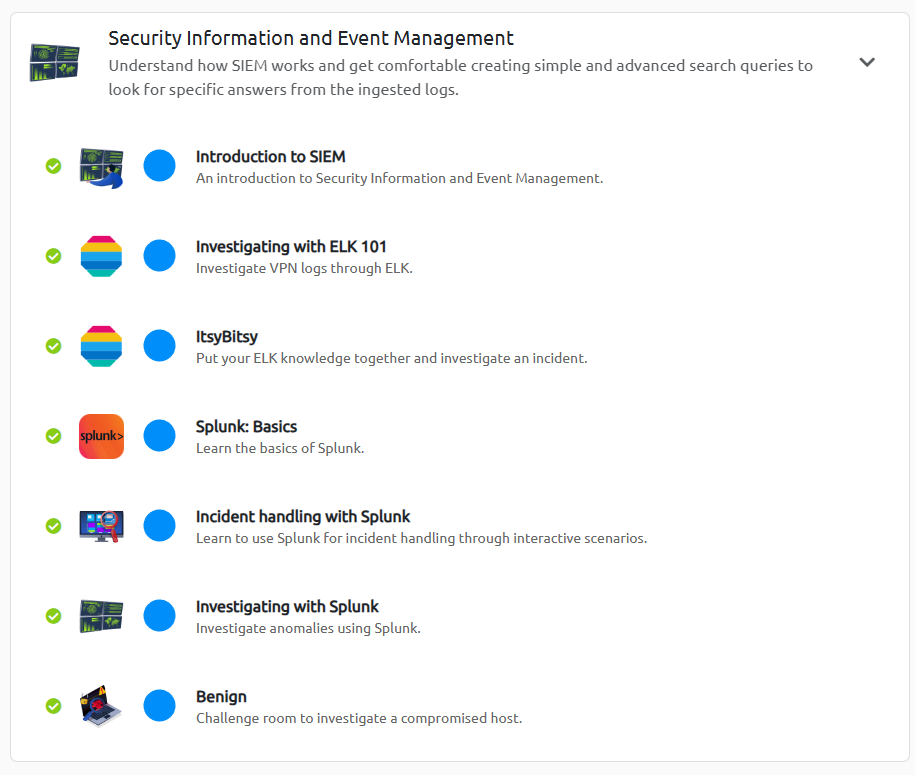 Security Information and Event Management
Understand how SIEM works and get comfortable creating simple and advanced search queries to
look for specific answers from the ingested logs.
Introduction to SIEM
An introduction to Security Information and Event Management.
Investigating with ELK 101
Investigate VPN logs through ELK.
ItsyBitsy
Put your ELK knowledge together and investigate an incident.
splunk>
Splunk: Basics
Learn the basics of Splunk.
Incident handling with Splunk
Learn to use Splunk for incident handling through interactive scenarios.
Investigating with Splunk
Investigate anomalies using Splunk.
Benign
Challenge room to investigate a compromised host.